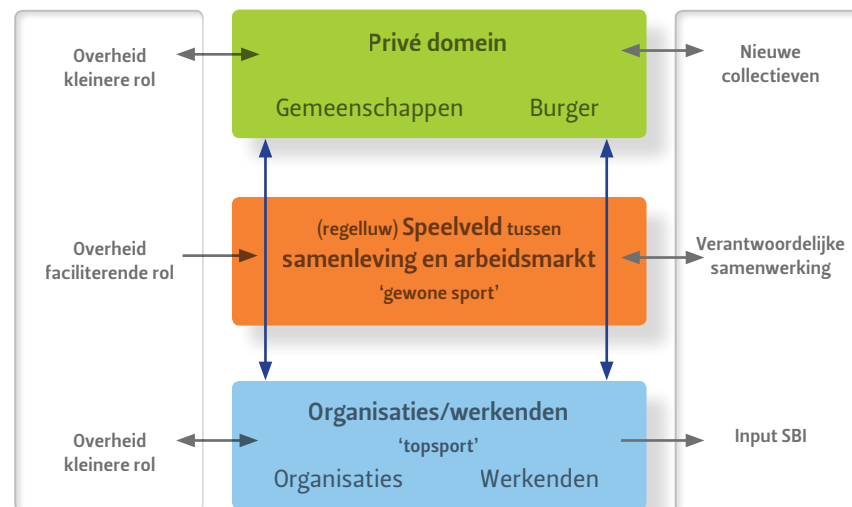 Overheid
kleinere rol
Privé domein
Gemeenschappen Burger
Nieuwe
collectieven
Overheid
faciliterende rol
(regelluw) Speelveld tussen
samenleving en arbeidsmarkt
‘gewone sport’
Verantwoordelijke
samenwerking
Overheid
kleinere rol
Organisaties/werkenden
‘topsport’
Organisaties Werkenden
Input SBI